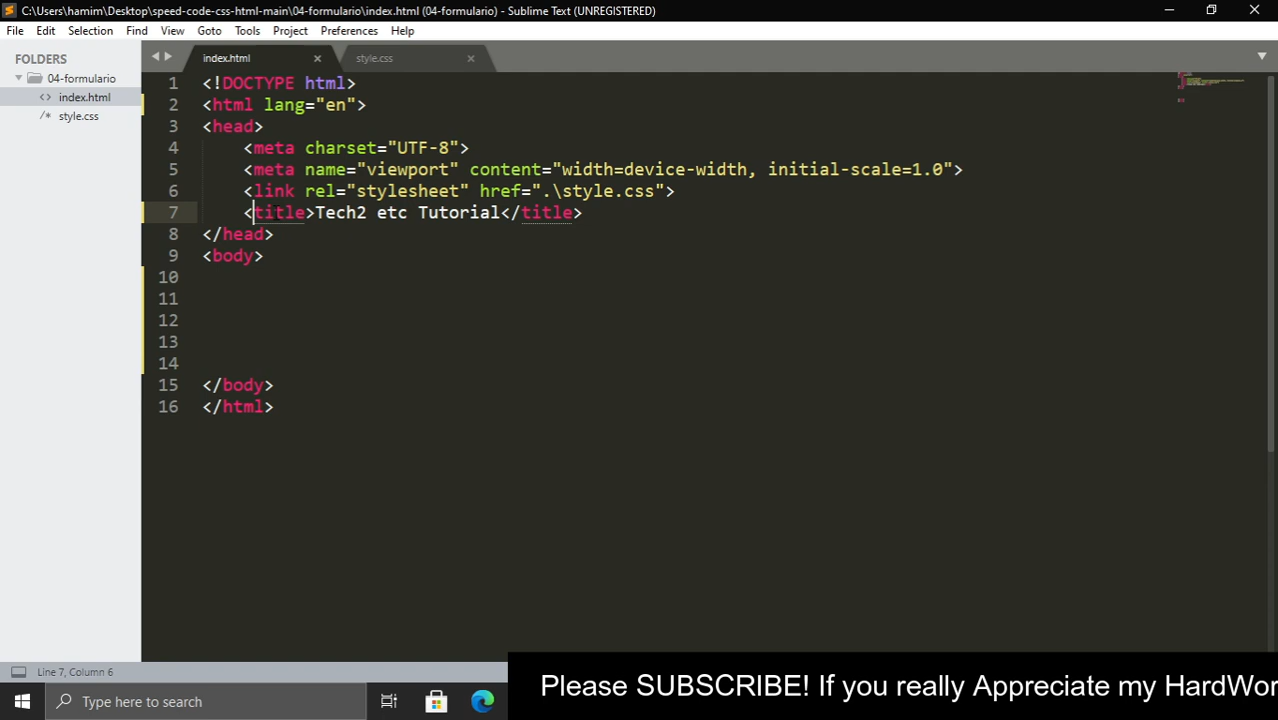 C:\Users\hamim\Desktop\speed-code-css-html-main\04-formulario\index.html (04-formulario) - Sublime Text (UNREGISTERED)
File Edit Selection Find View Goto Tools Project Preferences Help
FOLDERS
04-formulario
<> index.html
/* style.css
index.html
style.css
1 <!DOCTYPE html>
2 <html lang="en">
3 <head>
4 <meta charset="UTF-8">
5 <meta name="viewport" content="width=device-width, initial-scale=1.0">
6 <link rel="stylesheet" href=".\style.css">
7 <title>Tech2 etc Tutorial</title>
8 </head>
9 <body>
10
11
12
13
14
15 </body>
16 </html>
Line 7, Column 6
Please SUBSCRIBE! If you really Appreciate my HardWor
Type here to search